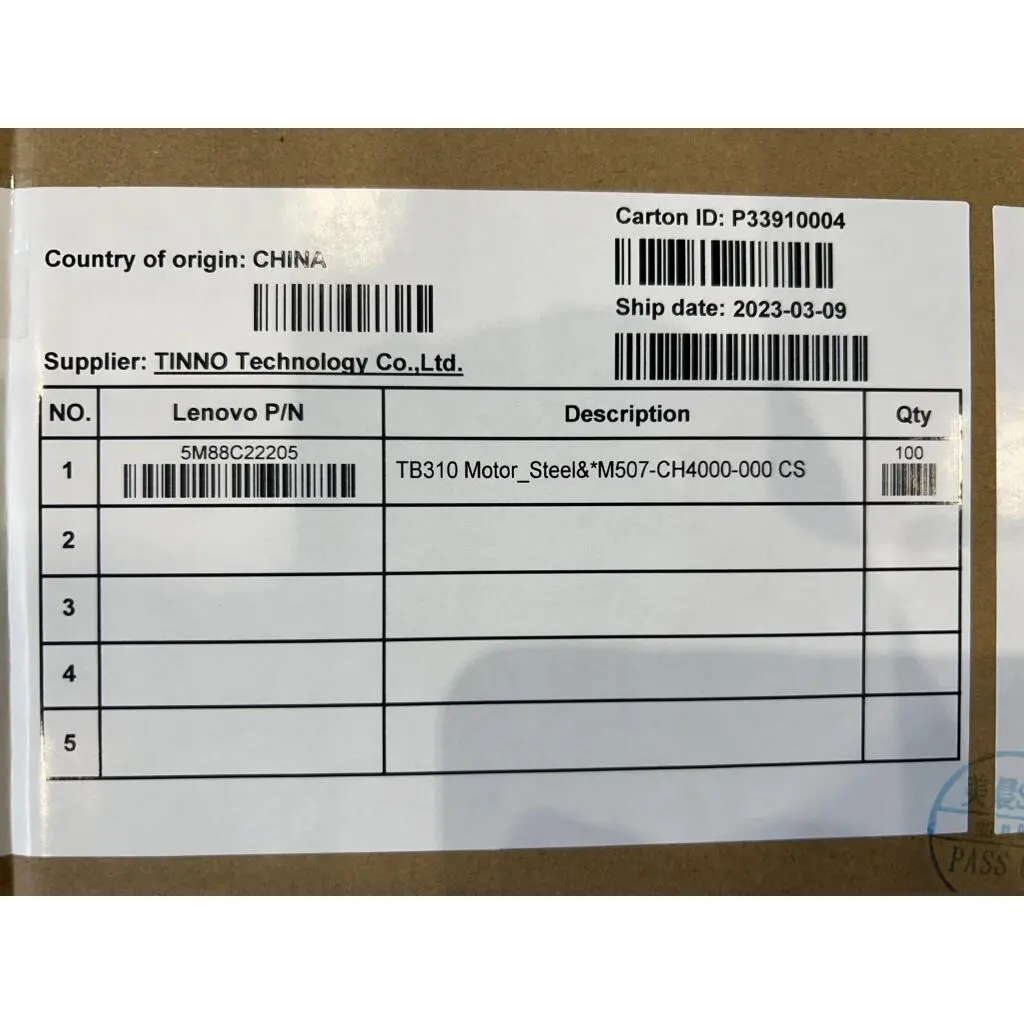 Country of origin: CHINA
Carton ID: P33910004
Ship date: 2023-03-09
Supplier: TINNO Technology Co.,Ltd.
NO. Lenovo P/N Description Qty
1 5M88C22205 TB310 Motor_Steel&*M507-CH4000-000 CS 100
2
3
4
5
PASS